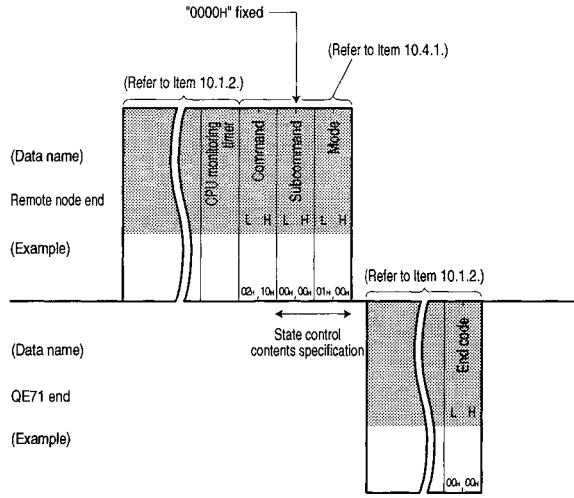 "0000H" fixed
(Refer to Item 10.4.1.)
(Refer to Item 10.1.2.)
(Data name)
Remote node end
(Example)
CPU monitoring
timer
Command
Subcommand
Mode
L H L H L H
02H 10H 00H 00H 01H 00H
State control
contents specification
(Refer to Item 10.1.2.)
(Data name)
QE71 end
(Example)
End code
L H
00H 00H